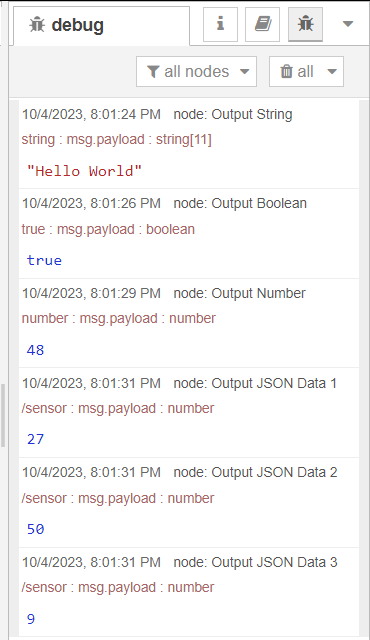 debug
i
all nodes
all
10/4/2023, 8:01:24 PM node: Output String
string : msg.payload : string[11]
"Hello World"
10/4/2023, 8:01:26 PM node: Output Boolean
true : msg.payload : boolean
true
10/4/2023, 8:01:29 PM node: Output Number
number : msg.payload : number
48
10/4/2023, 8:01:31 PM node: Output JSON Data 1
/sensor : msg.payload : number
27
10/4/2023, 8:01:31 PM node: Output JSON Data 2
/sensor : msg.payload : number
50
10/4/2023, 8:01:31 PM node: Output JSON Data 3
/sensor : msg.payload : number
9